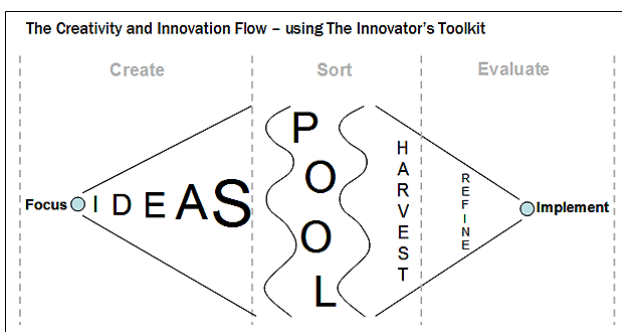 The Creativity and Innovation Flow – using The Innovator's Toolkit
Create
Sort
Evaluate
Focus
IDEAS
POOL
HARVEST
REFINE
Implement